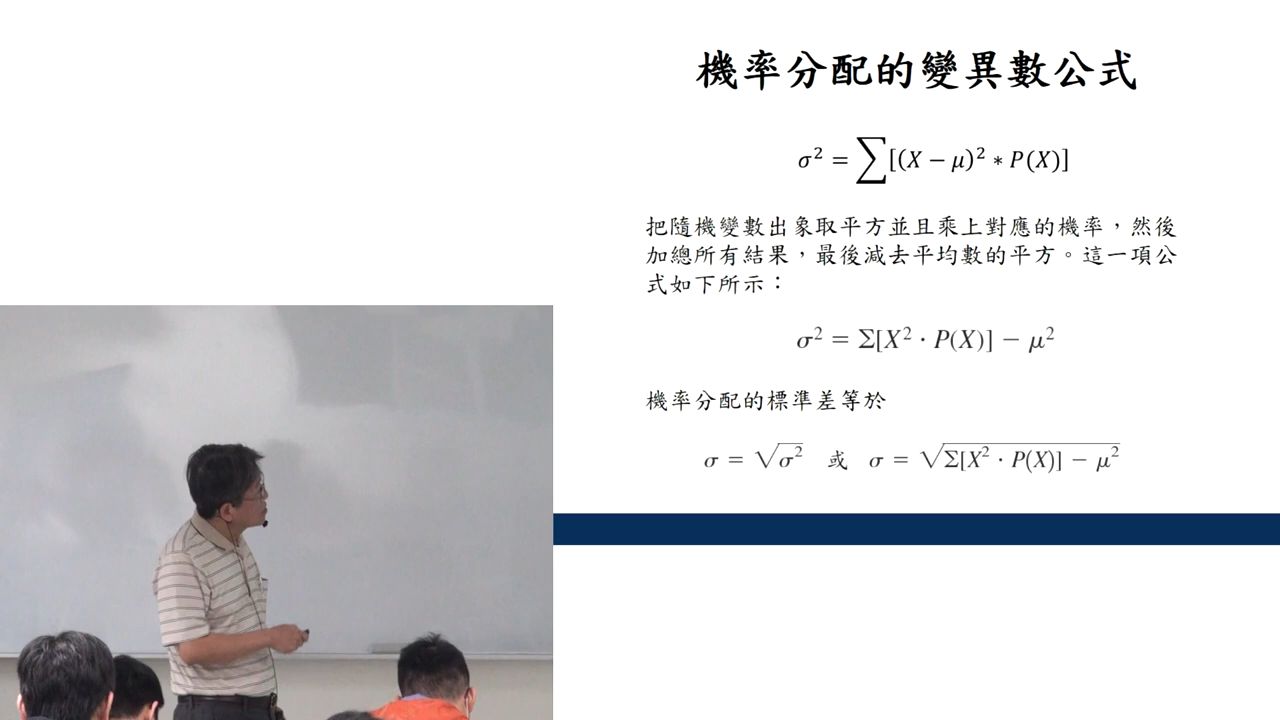 機率分配的變異數公式
σ² = ∑[(X − μ)² ∗ P(X)]
把隨機變數出象取平方並且乘上對應的機率，然後
加總所有結果，最後減去平均數的平方。這一項公
式如下所示：
σ² = Σ[X² · P(X)] − μ²
機率分配的標準差等於
σ = √σ² 或 σ = √Σ[X² · P(X)] − μ²